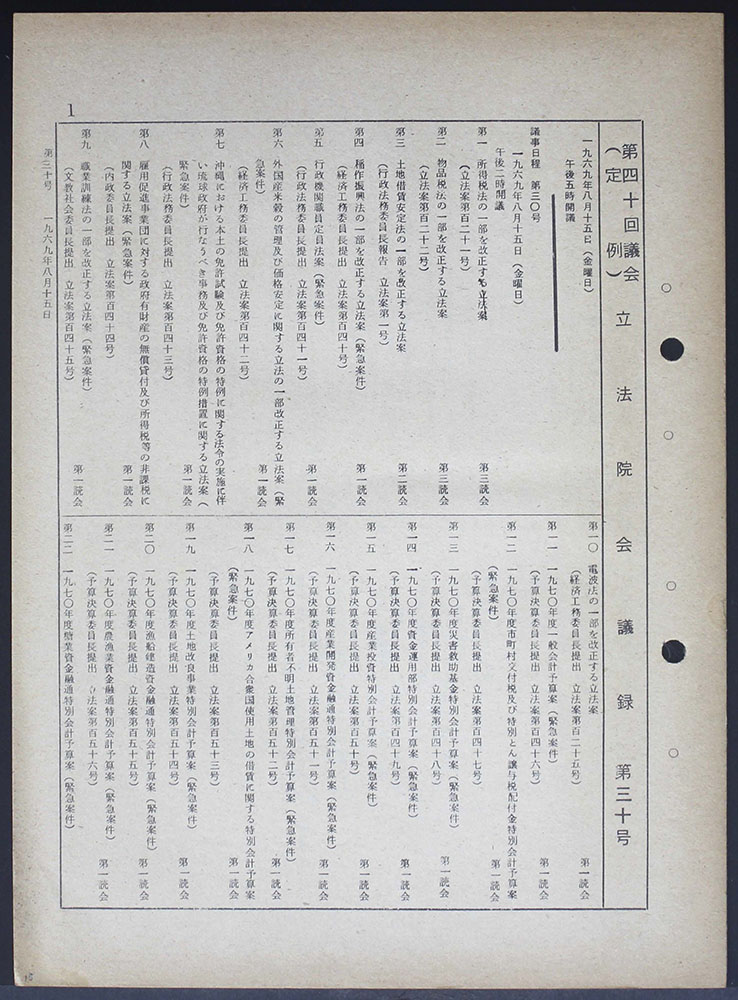 第四十回議会
(定例)
立法院会議録 第三十号
一九六九年八月十五日(金曜日)
午後五時開議
議事日程 第三〇号
一九六九年八月十五日(金曜日)
午後二時開議
第一 所得税法の一部を改正する立法案
(立法案第百二十一号) 第三読会
第二 物品税法の一部を改正する立法案
(立法案第百二十二号) 第三読会
第三 土地借賃安定法の一部を改正する立法案
(行政法務委員長報告 立法案第一号) 第二読会
第四 稲作振興法の一部を改正する立法案(緊急案件)
(経済工務委員長提出 立法案第百四十号) 第一読会
第五 行政機関職員定員法案(緊急案件)
(行政法務委員長提出 立法案第百四十一号) 第一読会
第六 外国産米穀の管理及び価格安定に関する立法の一部改正する立法案(緊
急案件)
(経済工務委員長提出 立法案第百四十二号) 第一読会
第七 沖縄における本土の免許試験及び免許資格の特例に関する法令の実施に伴
い琉球政府が行なうべき事務及び免許資格の特例措置に関する立法案(
緊急案件)
(行政法務委員長提出 立法案第百四十三号) 第一読会
第八 雇用促進事業団に対する政府有財産の無償貸付及び所得税等の非課税に
関する立法案(緊急案件)
(内政委員長提出 立法案第百四十四号) 第一読会
第九 職業訓練法の一部を改正する立法案(緊急案件)
(文教社会委員長提出 立法案第百四十五号) 第一読会
第一〇 電波法の一部を改正する立法案
(経済工務委員長提出 立法案第百二十五号) 第一読会
第一一 一九七〇年度一般会計予算案(緊急案件)
(予算決算委員長提出 立法案第百四十六号) 第一読会
第一二 一九七〇年度市町村交付税及び特別とん譲与税配付金特別会計予算案
(緊急案件)
(予算決算委員長提出 立法案第百四十七号) 第一読会
第一三 一九七〇年度災害救助基金特別会計予算案(緊急案件)
(予算決算委員長提出 立法案第百四十八号) 第一読会
第一四 一九七〇年度資金運用部特別会計予算案(緊急案件)
(予算決算委員長提出 立法案第百四十九号) 第一読会
第一五 一九七〇年度産業投資特別会計予算案(緊急案件)
(予算決算委員長提出 立法案第百五十号) 第一読会
第一六 一九七〇年度産業開発資金融通特別会計予算案(緊急案件)
(予算決算委員長提出 立法案第百五十一号) 第一読会
第一七 一九七〇年度所有者不明土地管理特別会計予算案(緊急案件)
(予算決算委員長提出 立法案第百五十二号) 第一読会
第一八 一九七〇年度アメリカ合衆国使用土地の借賃に関する特別会計予算案
(緊急案件)
(予算決算委員長提出 立法案第百五十三号) 第一読会
第一九 一九七〇年度土地改良事業特別会計予算案(緊急案件)
(予算決算委員長提出 立法案第百五十四号) 第一読会
第二〇 一九七〇年度漁船建造資金融通特別会計予算案(緊急案件)
(予算決算委員長提出 立法案第百五十五号) 第一読会
第二一 一九七〇年度農漁業資金融通特別会計予算案(緊急案件)
(予算決算委員長提出 立法案第百五十六号) 第一読会
第二二 一九七〇年度糖業資金融通特別会計予算案(緊急案件)
第三十号 一九六九年八月十五日
1